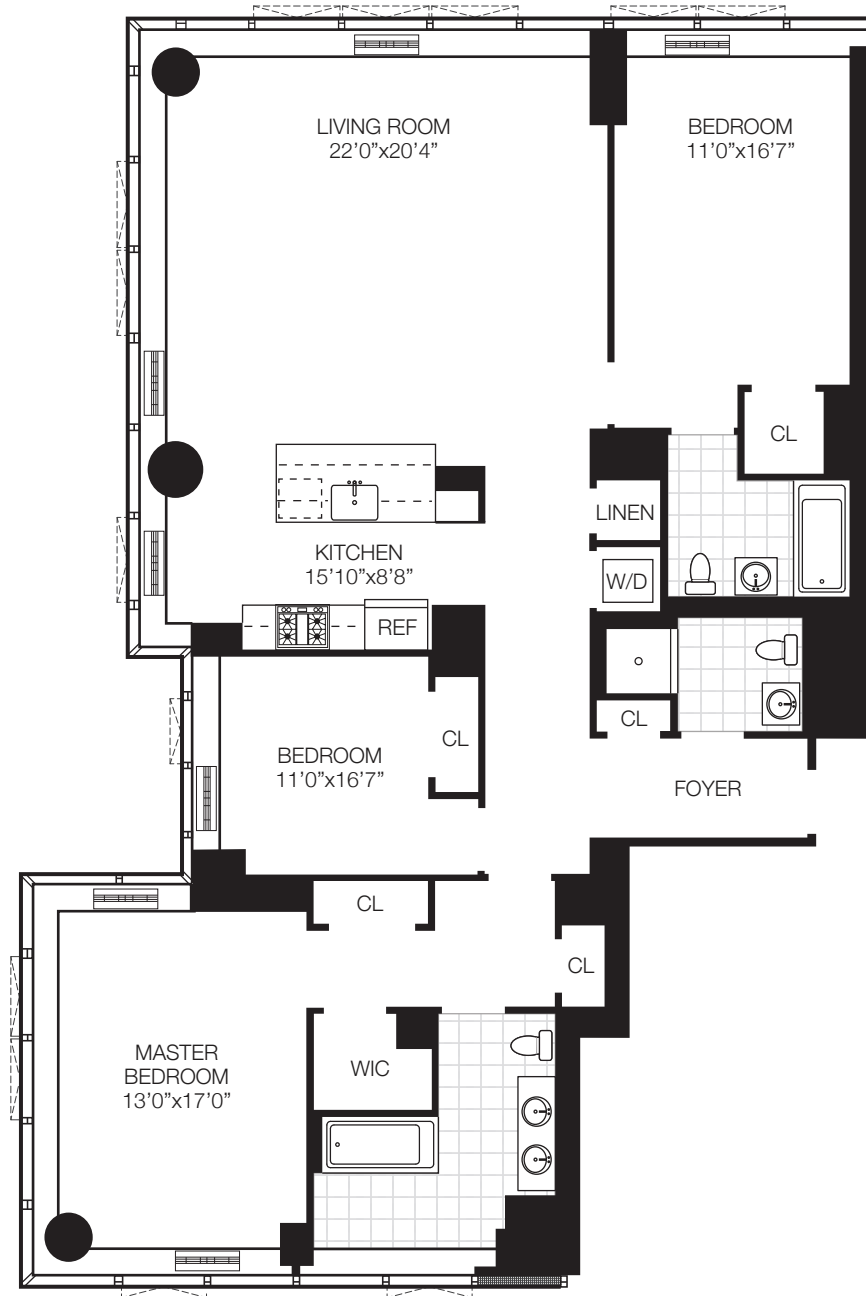 LIVING ROOM
22’0”x20’4”
BEDROOM
11’0”x16’7”
CL
LINEN
KITCHEN
15’10”x8’8”
W/D
REF
CL
CL
BEDROOM
11’0”x16’7”
FOYER
CL
CL
MASTER
BEDROOM
13’0”x17’0”
WIC